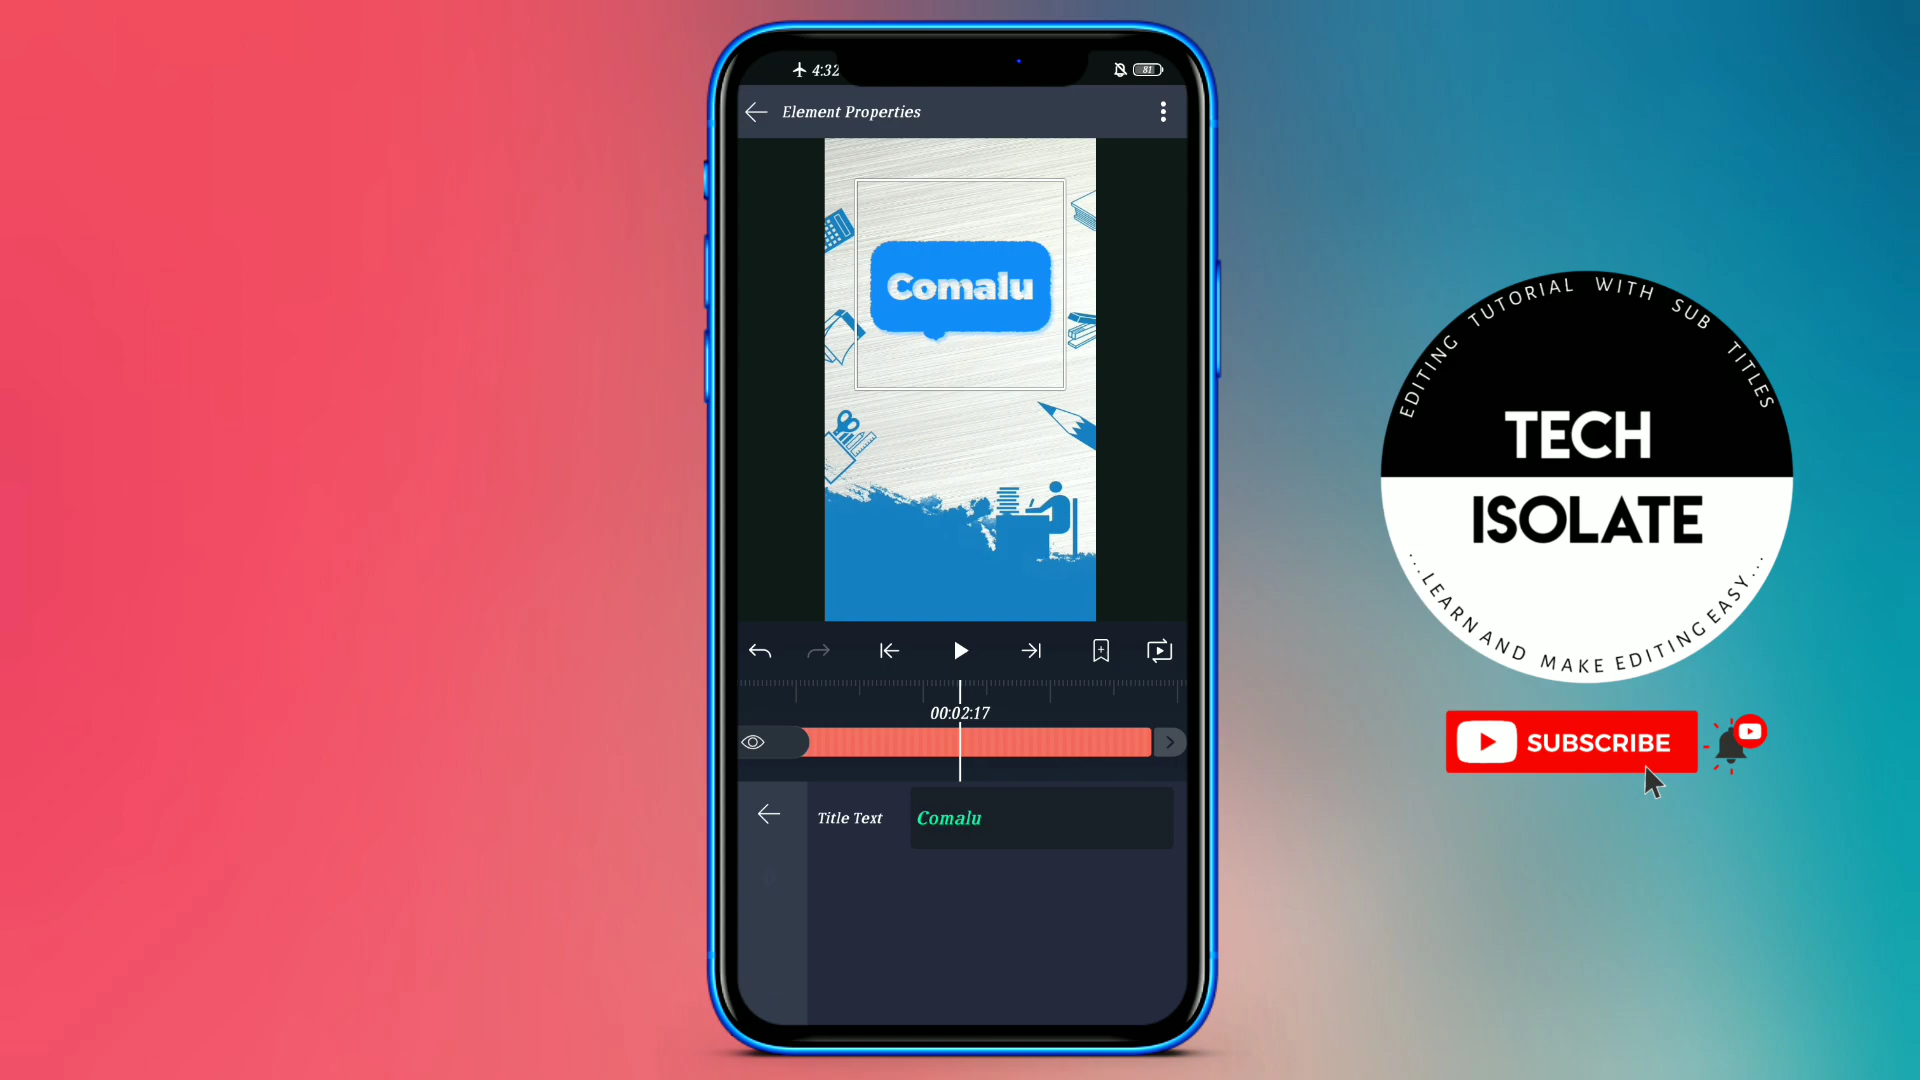 4:32
81
Element Properties
Comalu
00:02:17
Title Text
Comalu
EDITING TUTORIAL WITH SUB TITLES
TECH
ISOLATE
...LEARN AND MAKE EDITING EASY...
SUBSCRIBE